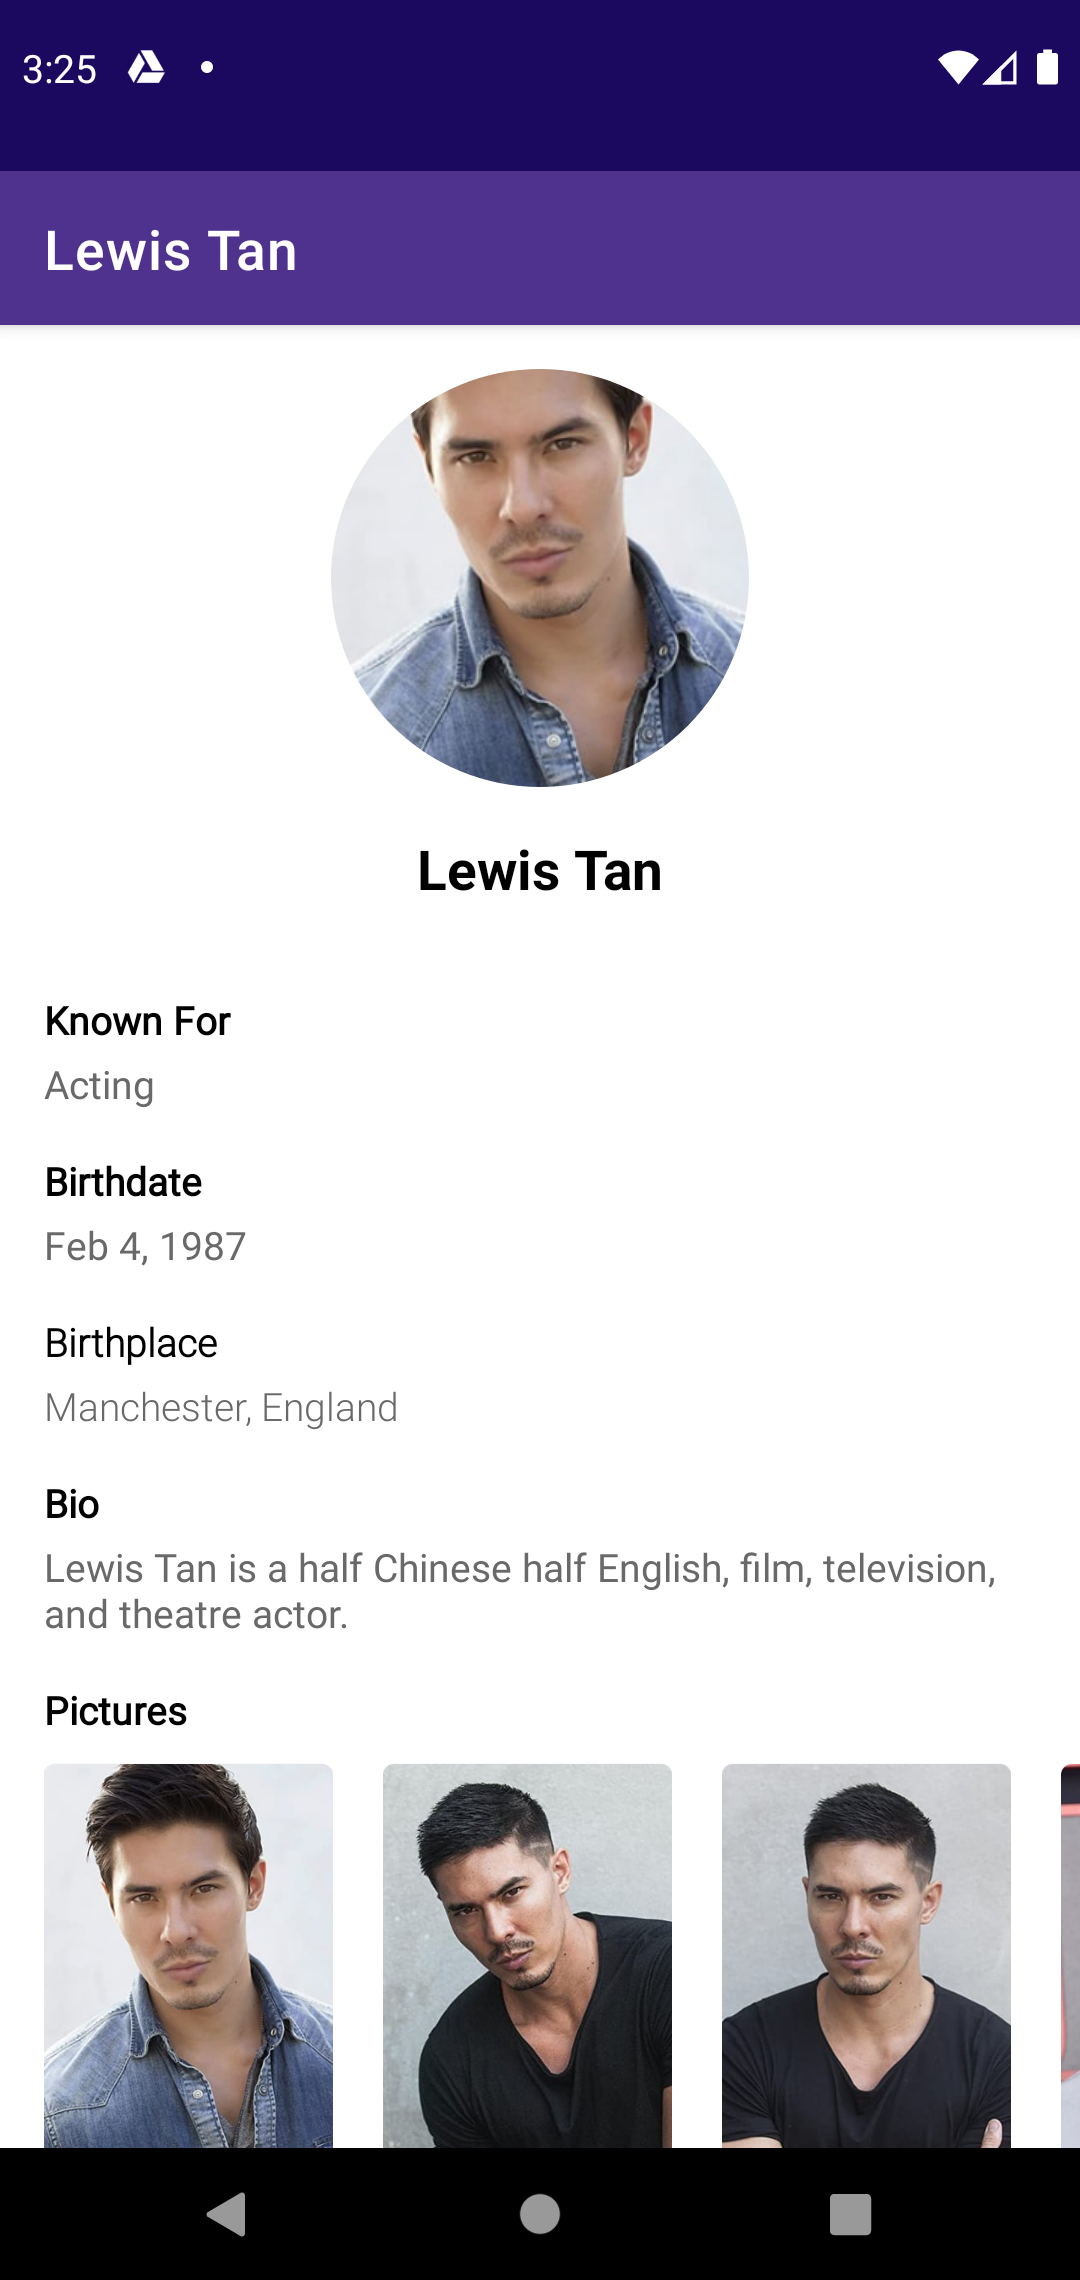 3:25
Lewis Tan
Lewis Tan
Known For
Acting
Birthdate
Feb 4, 1987
Birthplace
Manchester, England
Bio
Lewis Tan is a half Chinese half English, film, television,
and theatre actor.
Pictures